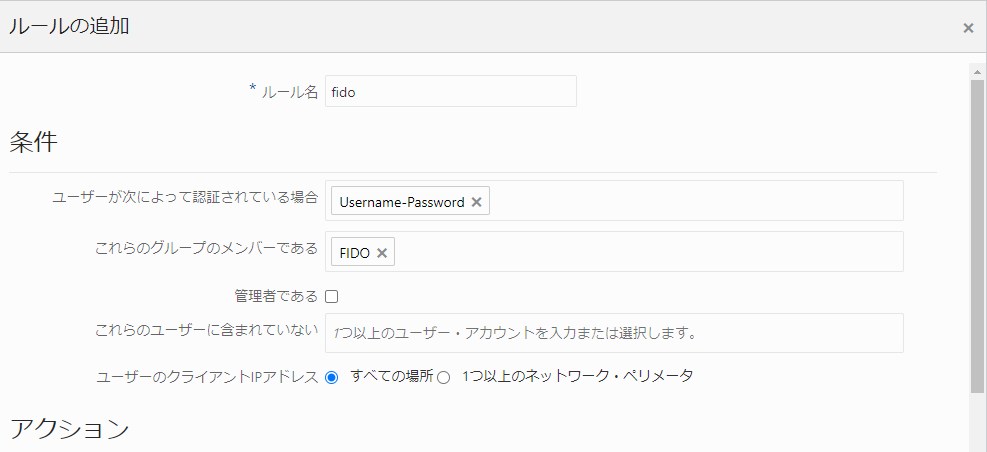 ルールの追加
* ルール名 fido
条件
ユーザーが次によって認証されている場合 Username-Password
これらのグループのメンバーである FIDO
管理者である
これらのユーザーに含まれていない 1つ以上のユーザー・アカウントを入力または選択します。
ユーザーのクライアントIPアドレス すべての場所 1つ以上のネットワーク・ペリメータ
アクション